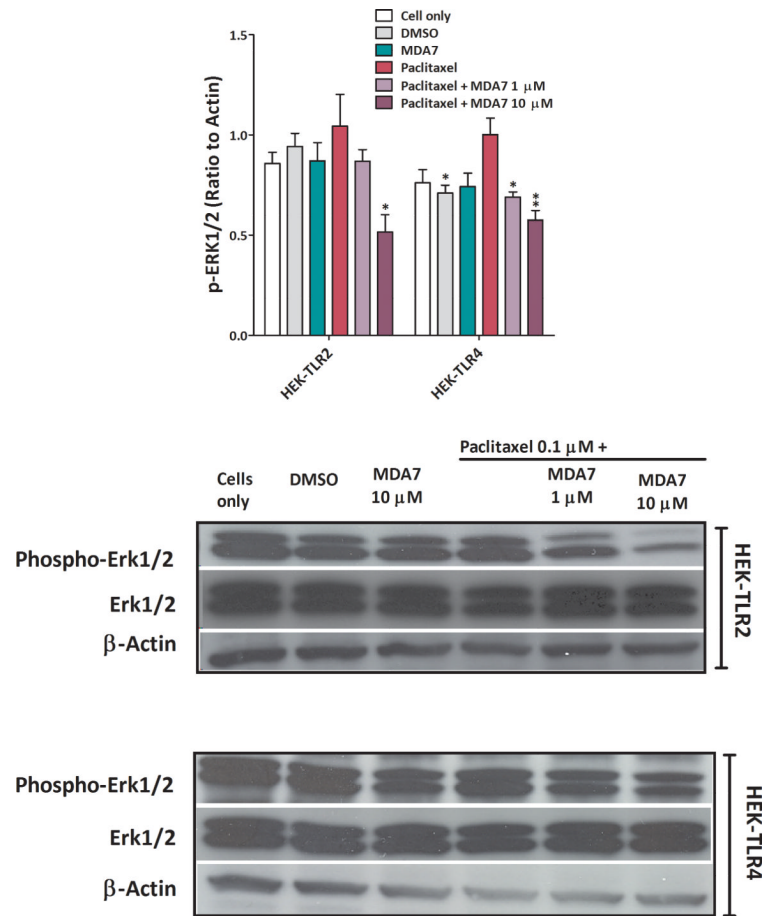 Cell only
DMSO
MDA7
Paclitaxel
Paclitaxel + MDA7 1 μM
Paclitaxel + MDA7 10 μM
p-ERK1/2 (Ratio to Actin)
1.5
1.0
0.5
0.0
*
*
*
**
HEK-TLR2
HEK-TLR4
Paclitaxel 0.1 μM +
Cells only
DMSO
MDA7
10 μM
MDA7
1 μM
MDA7
10 μM
Phospho-Erk1/2
Erk1/2
β-Actin
HEK-TLR2
Phospho-Erk1/2
Erk1/2
β-Actin
HEK-TLR4